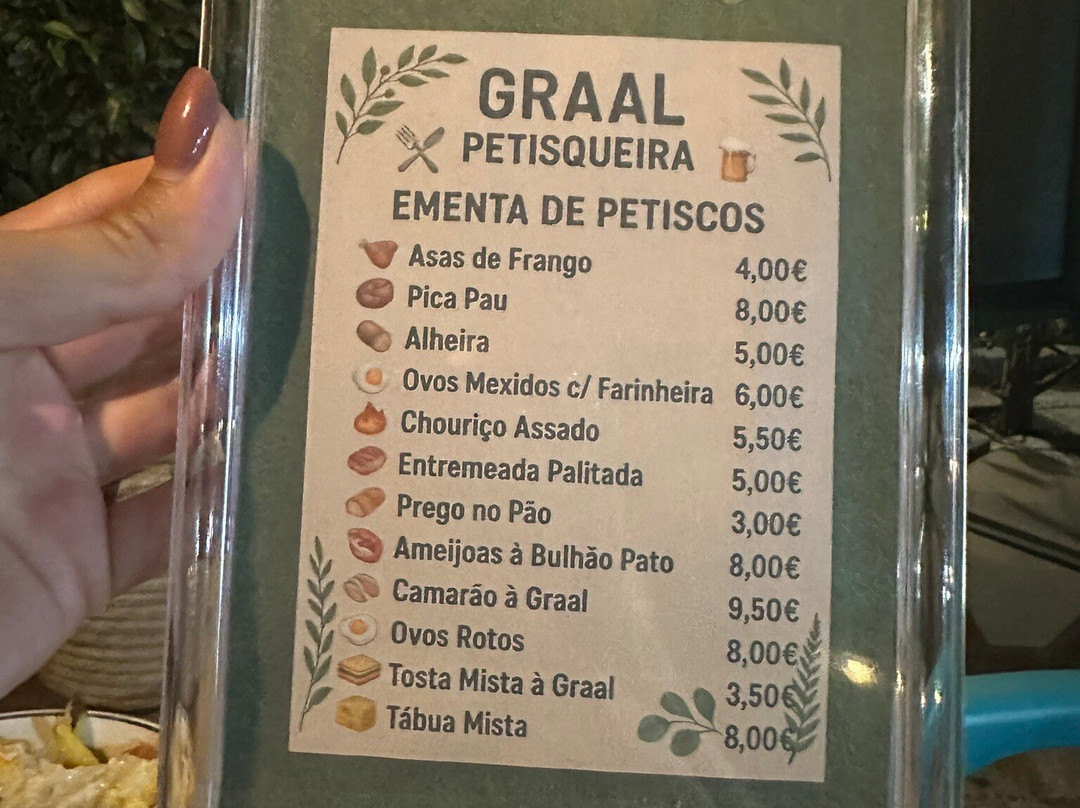 GRAAL
PETISQUEIRA
EMENTA DE PETISCOS
Asas de Frango 4,00€
Pica Pau 8,00€
Alheira 5,00€
Ovos Mexidos c/ Farinheira 6,00€
Chouriço Assado 5,50€
Entremeada Palitada 5,00€
Prego no Pão 3,00€
Ameijoas à Bulhão Pato 8,00€
Camarão à Graal 9,50€
Ovos Rotos 8,00€
Tosta Mista à Graal 3,50€
Tábua Mista 8,00€